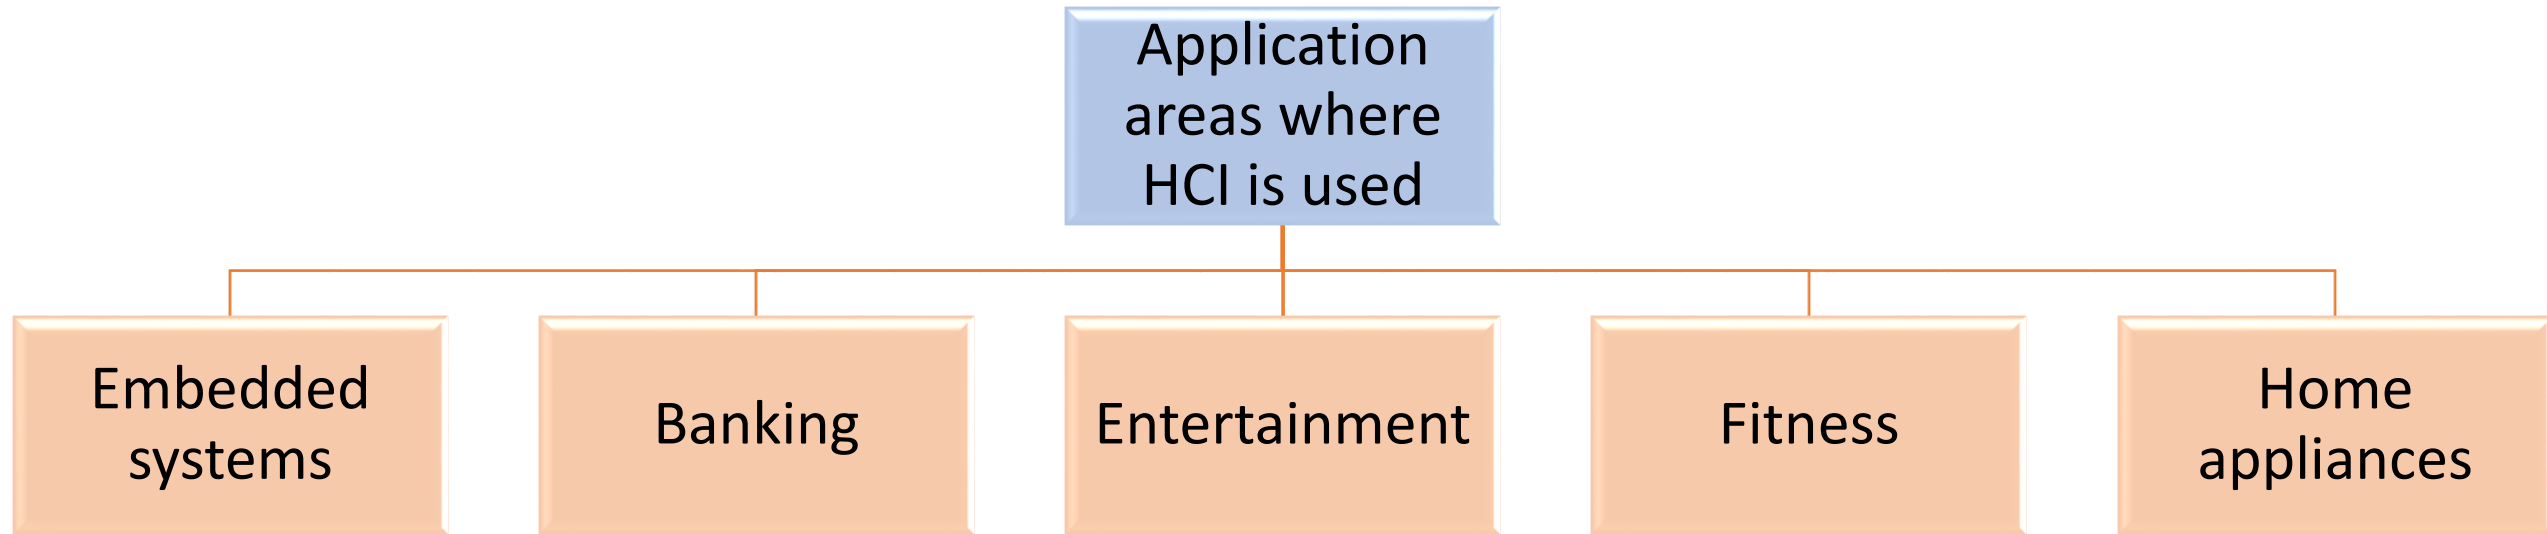 Application
areas where
HCI is used
Embedded
systems
Banking
Entertainment
Fitness
Home
appliances